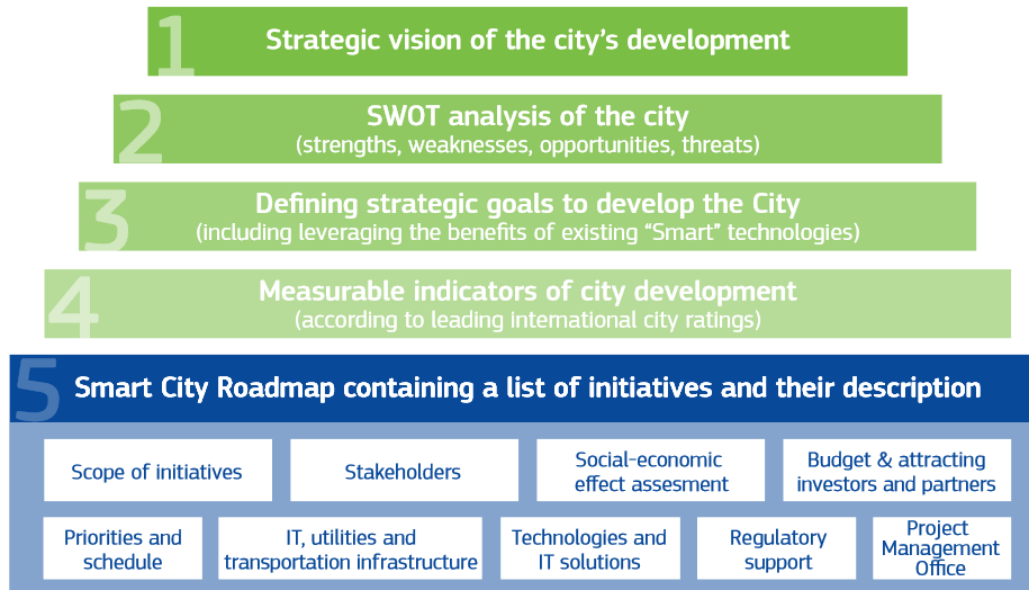 1
Strategic vision of the city's development
2
SWOT analysis of the city
(strengths, weaknesses, opportunities, threats)
3
Defining strategic goals to develop the City
(including leveraging the benefits of existing “Smart” technologies)
4
Measurable indicators of city development
(according to leading international city ratings)
5
Smart City Roadmap containing a list of initiatives and their description
Scope of initiatives
Stakeholders
Social-economic
effect assesment
Budget & attracting
investors and partners
Priorities and
schedule
IT, utilities and
transportation infrastructure
Technologies and
IT solutions
Regulatory
support
Project
Management
Office